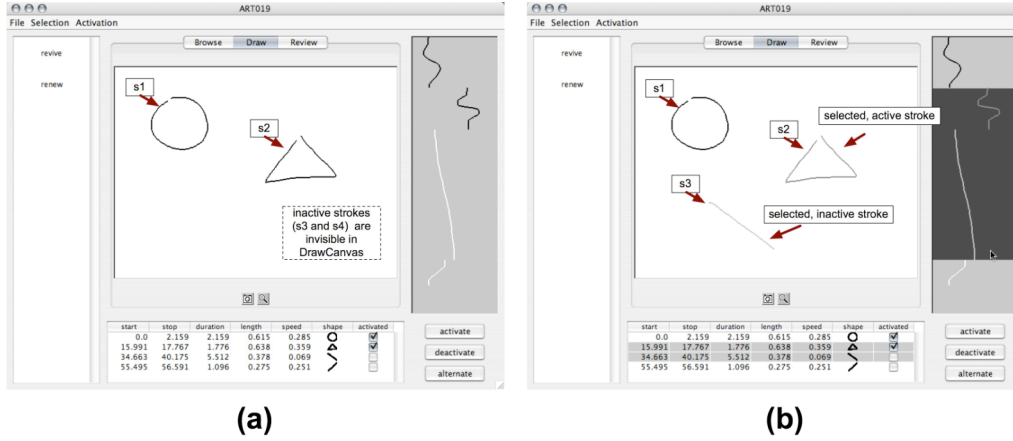 ART019
File Selection Activation
Browse Draw Review
revive
renew
s1
s2
inactive strokes
(s3 and s4) are
invisible in
DrawCanvas
start stop duration length speed shape activated
0.0 2.159 2.159 0.615 0.285
15.991 17.767 1.776 0.638 0.359
34.663 40.175 5.512 0.378 0.069
55.495 56.591 1.096 0.275 0.251
activate
deactivate
alternate
(a)
ART019
File Selection Activation
Browse Draw Review
revive
renew
s1
selected, active stroke
s2
s3
selected, inactive stroke
start stop duration length speed shape activated
0.0 2.159 2.159 0.615 0.285
15.991 17.767 1.776 0.638 0.359
34.663 40.175 5.512 0.378 0.069
55.495 56.591 1.096 0.275 0.251
activate
deactivate
alternate
(b)